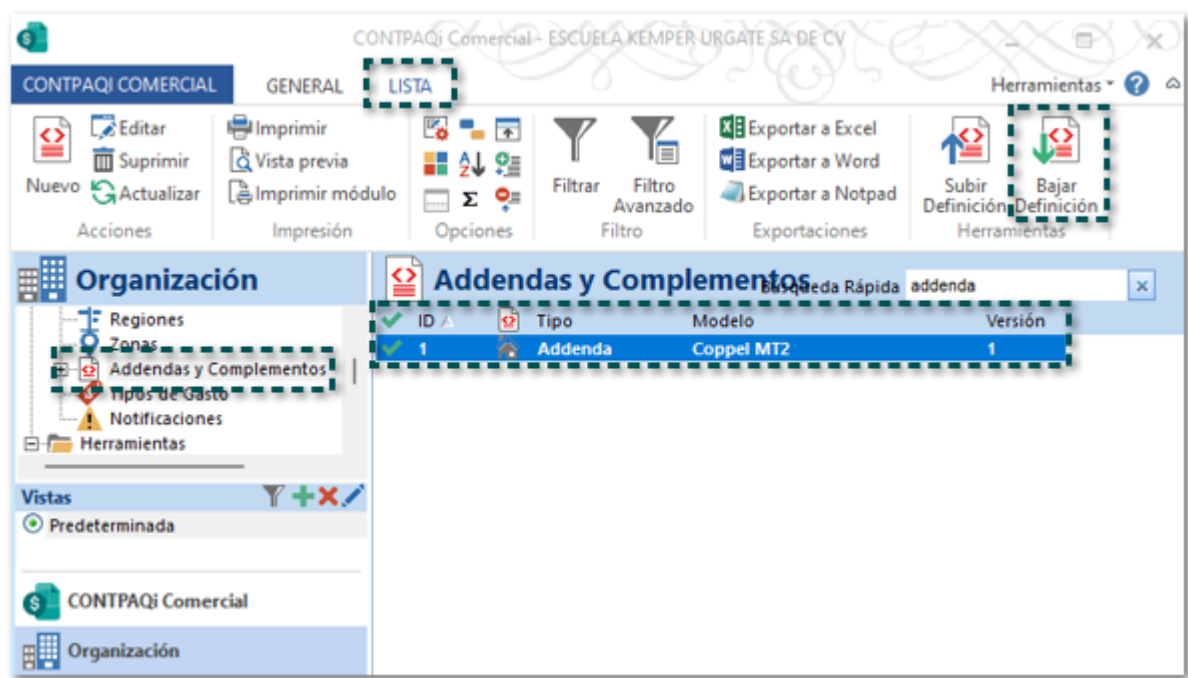 CONTPAQi Comercial - ESCUELA KEMPER URGATE SA DE CV
CONTPAQI COMERCIAL GENERAL LISTA Herramientas
Nuevo
Editar
Suprimir
Actualizar
Acciones
Imprimir
Vista previa
Imprimir módulo
Impresión
Opciones
Filtrar
Filtro Avanzado
Filtro
Exportar a Excel
Exportar a Word
Exportar a Notpad
Exportaciones
Subir Definición
Bajar Definición
Herramientas
Organización
Regiones
Zonas
Addendas y Complementos
Tipos de Gasto
Notificaciones
Herramientas
Vistas
Predeterminada
CONTPAQi Comercial
Organización
Addendas y Complementos
Búsqueda Rápida addenda
ID Tipo Modelo Versión
1 Addenda Coppel MT2 1